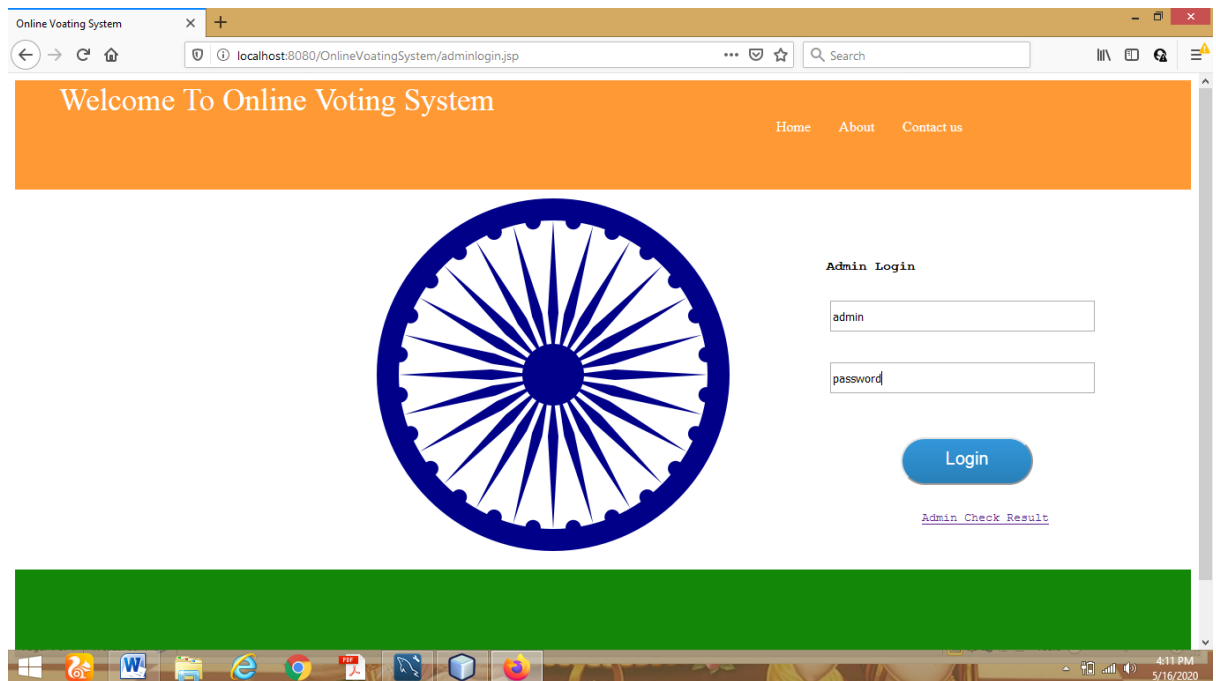 Online Voating System
localhost:8080/OnlineVoatingSystem/adminlogin.jsp
Search
Welcome To Online Voting System
Home About Contact us
Admin Login
admin
password
Login
Admin Check Result
PDF
4:11 PM
5/16/2020